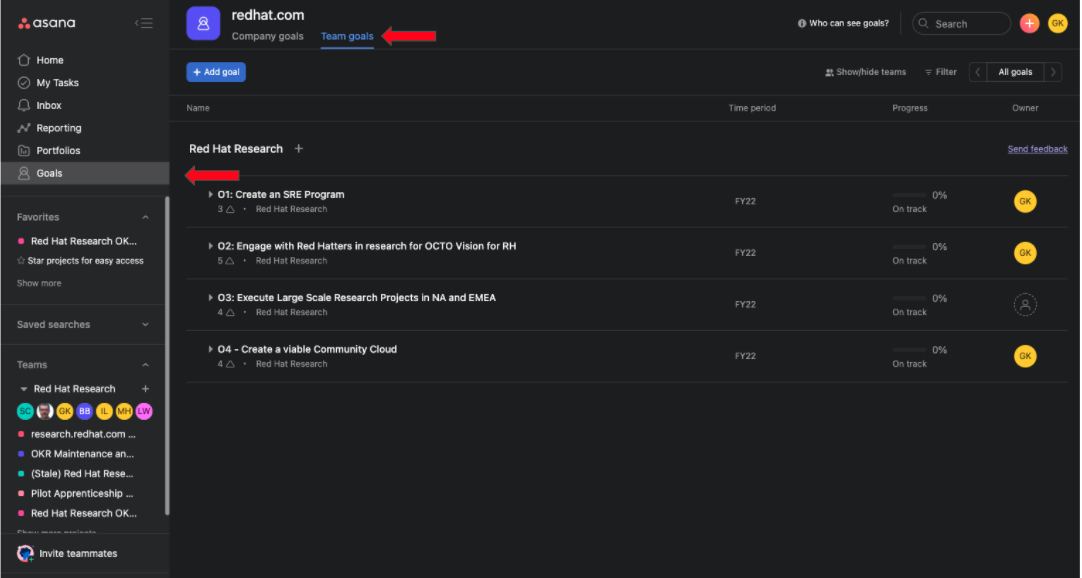 asana
Home
My Tasks
Inbox
Reporting
Portfolios
Goals
Favorites
Red Hat Research OK...
Star projects for easy access
Show more
Saved searches
Teams
Red Hat Research +
SC GK BB IL MH LW
research.redhat.com ...
OKR Maintenance an...
(Stale) Red Hat Rese...
Pilot Apprenticeship ...
Red Hat Research OK...
Show more projects
Invite teammates
redhat.com
Company goals Team goals
Who can see goals?
Search
+ GK
+ Add goal
Show/hide teams
Filter
All goals
Name Time period Progress Owner
Red Hat Research +
Send feedback
O1: Create an SRE Program
3 • Red Hat Research
FY22
0%
On track
GK
O2: Engage with Red Hatters in research for OCTO Vision for RH
5 • Red Hat Research
FY22
0%
On track
GK
O3: Execute Large Scale Research Projects in NA and EMEA
4 • Red Hat Research
FY22
0%
On track
O4 - Create a viable Community Cloud
4 • Red Hat Research
FY22
0%
On track
GK